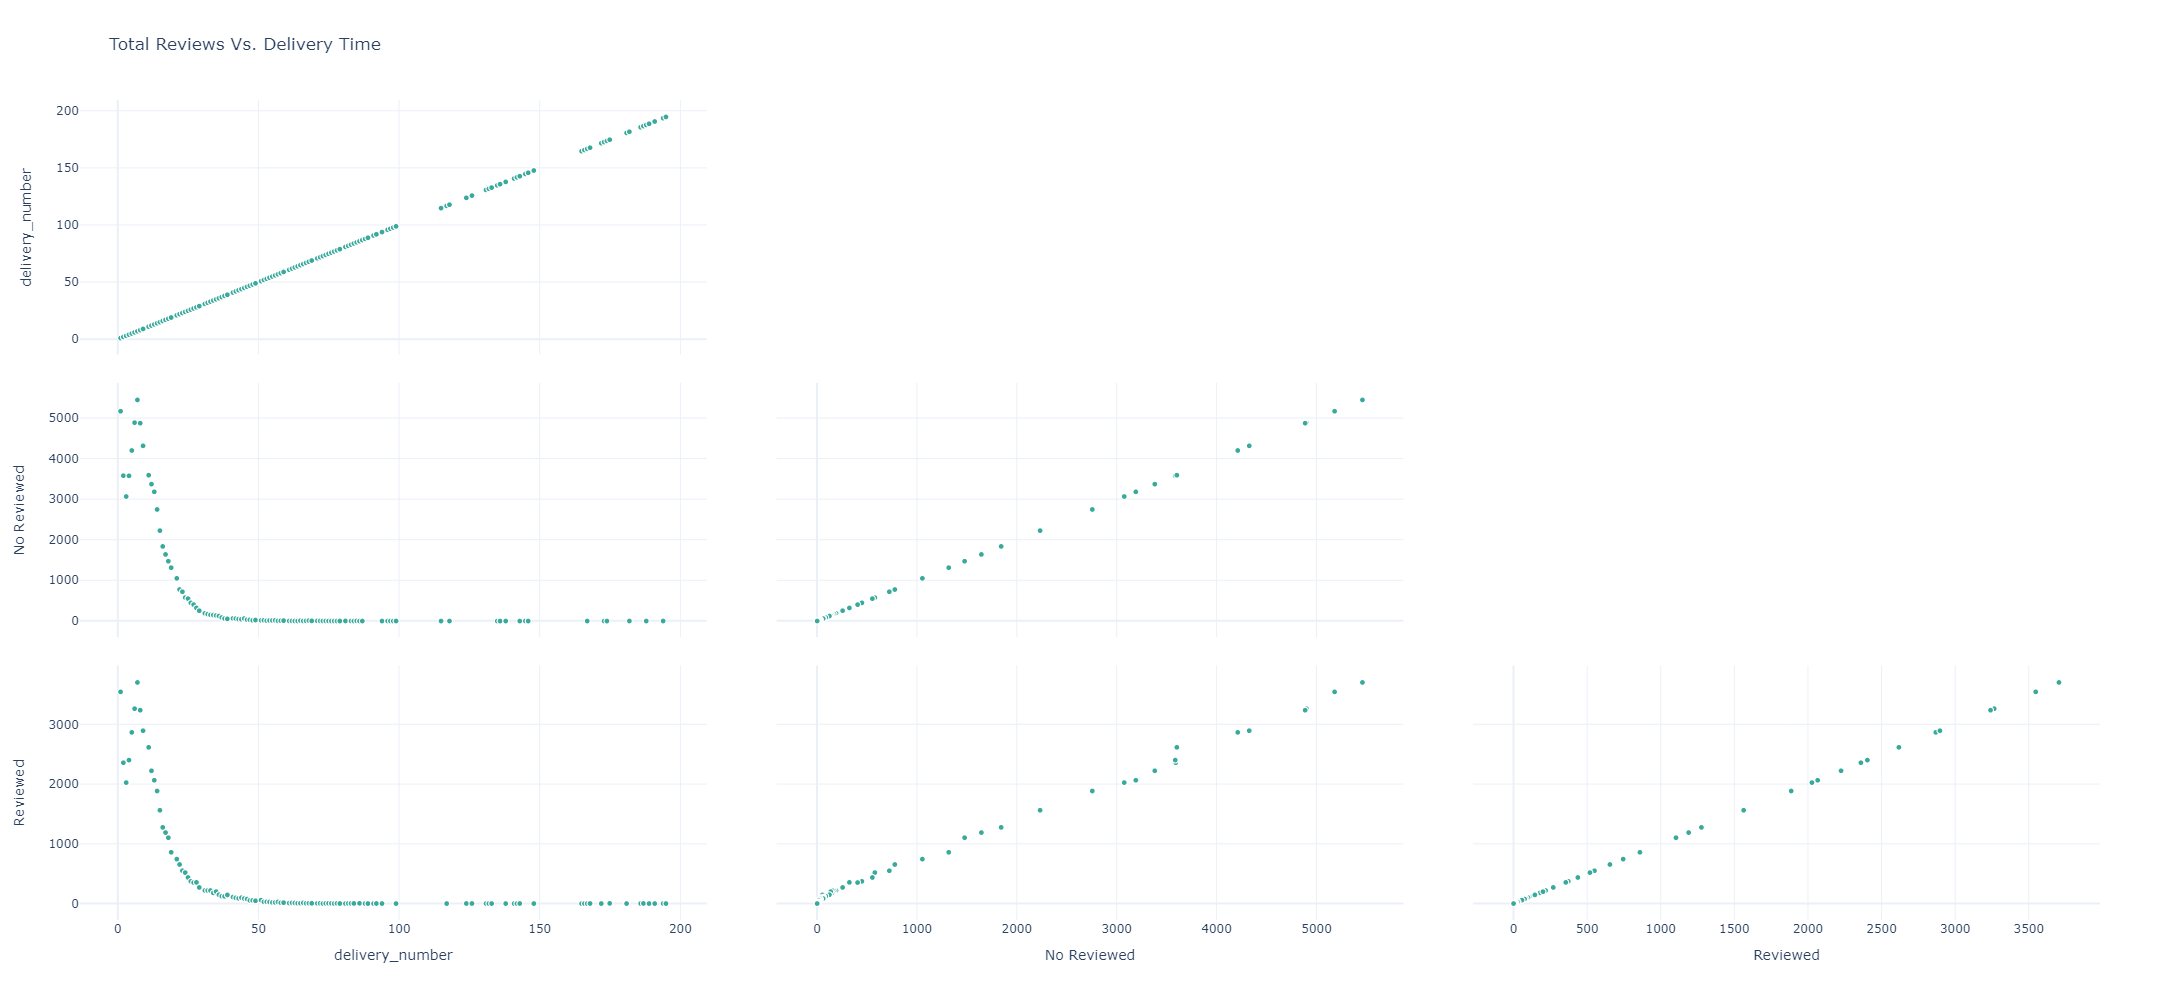 Total Reviews Vs. Delivery Time
200
150
100
50
0
delivery_number
5000
4000
3000
2000
1000
0
No Reviewed
3000
2000
1000
0
Reviewed
0 50 100 150 200
delivery_number
0 1000 2000 3000 4000 5000
No Reviewed
0 500 1000 1500 2000 2500 3000 3500
Reviewed